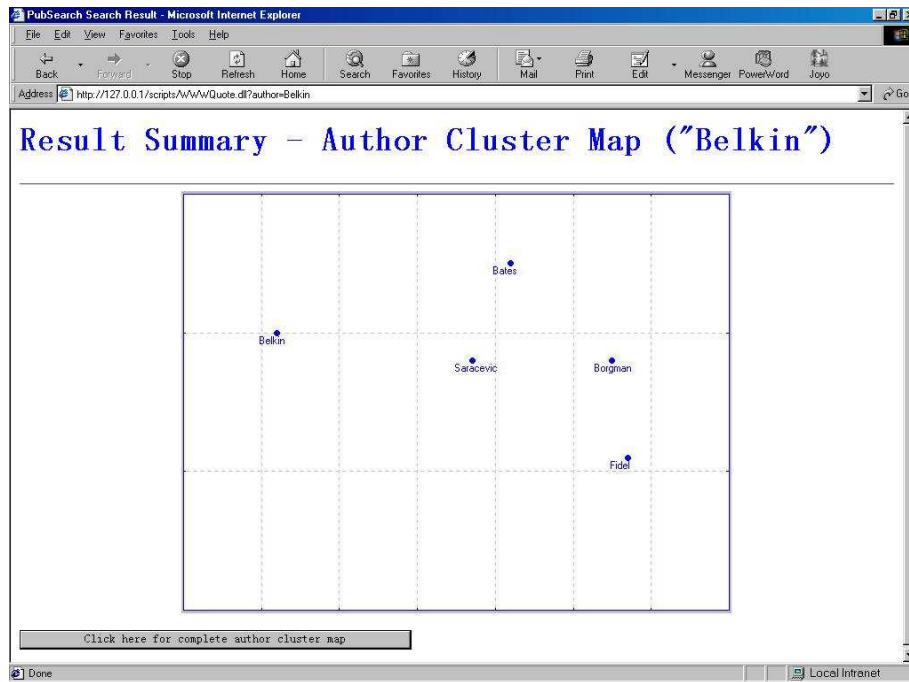 PubSearch Search Result - Microsoft Internet Explorer
File Edit View Favorites Tools Help
Back Forward Stop Refresh Home Search Favorites History Mail Print Edit Messenger PowerWord Joyo
Address http://127.0.0.1/scripts/WWWQuote.dll?author=Belkin Go
Result Summary - Author Cluster Map ("Belkin")
Bates
Belkin
Saracevic Borgman
Fidel
Click here for complete author cluster map
Done Local intranet